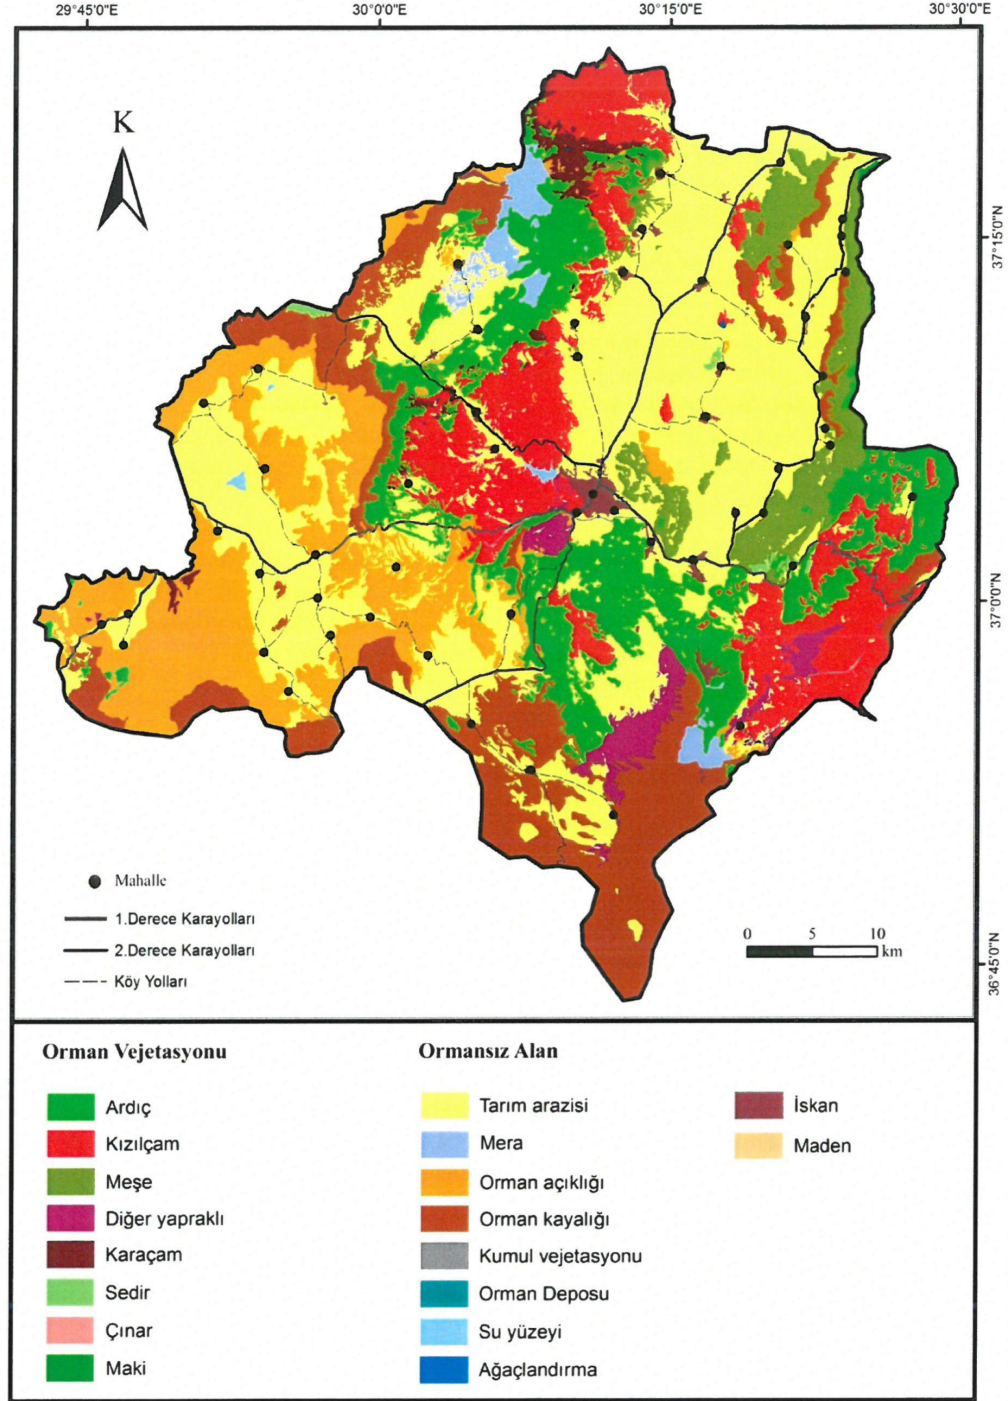 29°45'0"E 30°0'0"E 30°15'0"E 30°30'0"E
K
37°15'0"N
37°0'0"N
36°45'0"N
Mahalle
1.Derece Karayolları
2.Derece Karayolları
Köy Yolları
0 5 10
km
Orman Vejetasyonu
Ardıç
Kızılçam
Meşe
Diğer yapraklı
Karaçam
Sedir
Çınar
Maki
Ormansız Alan
Tarım arazisi
Mera
Orman açıklığı
Orman kayalığı
Kumul vejetasyonu
Orman Deposu
Su yüzeyi
Ağaçlandırma
İskan
Maden